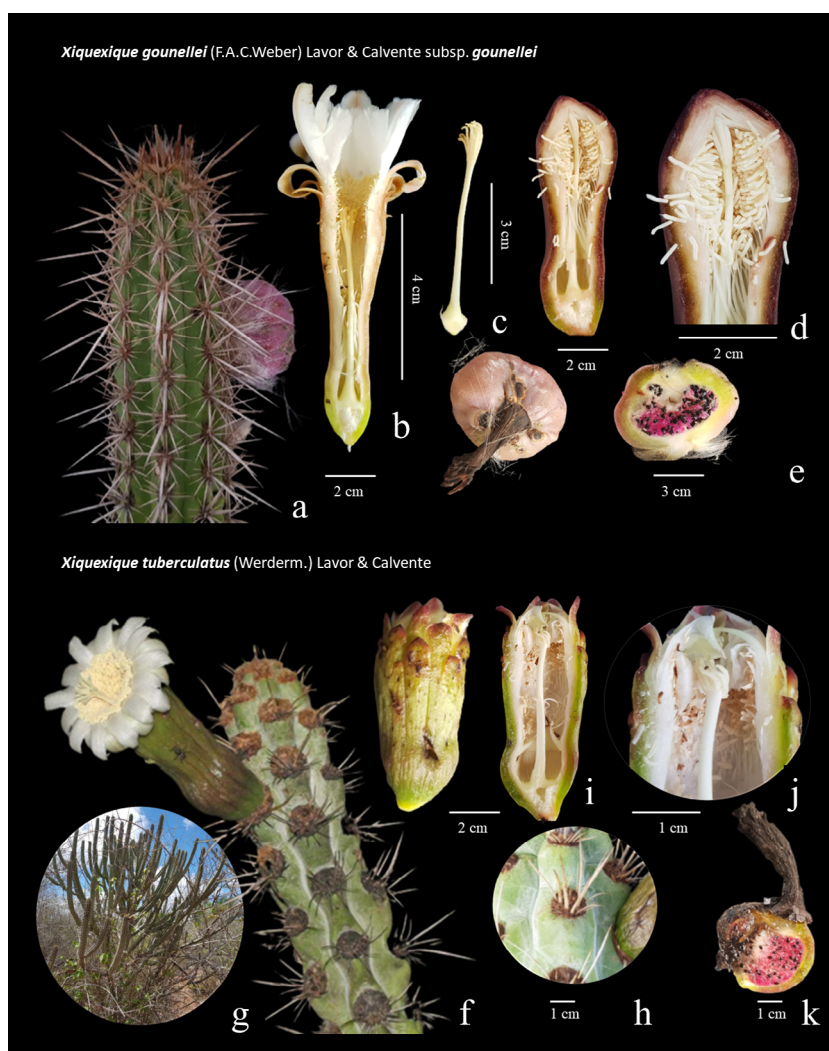 Xiquexique gounellei (F.A.C.Weber) Lavor & Calvente subsp. gounellei
a
b
4 cm
2 cm
c
3 cm
2 cm
d
2 cm
e
3 cm
Xiquexique tuberculatus (Werderm.) Lavor & Calvente
f
g
h
1 cm
i
2 cm
j
1 cm
k
1 cm